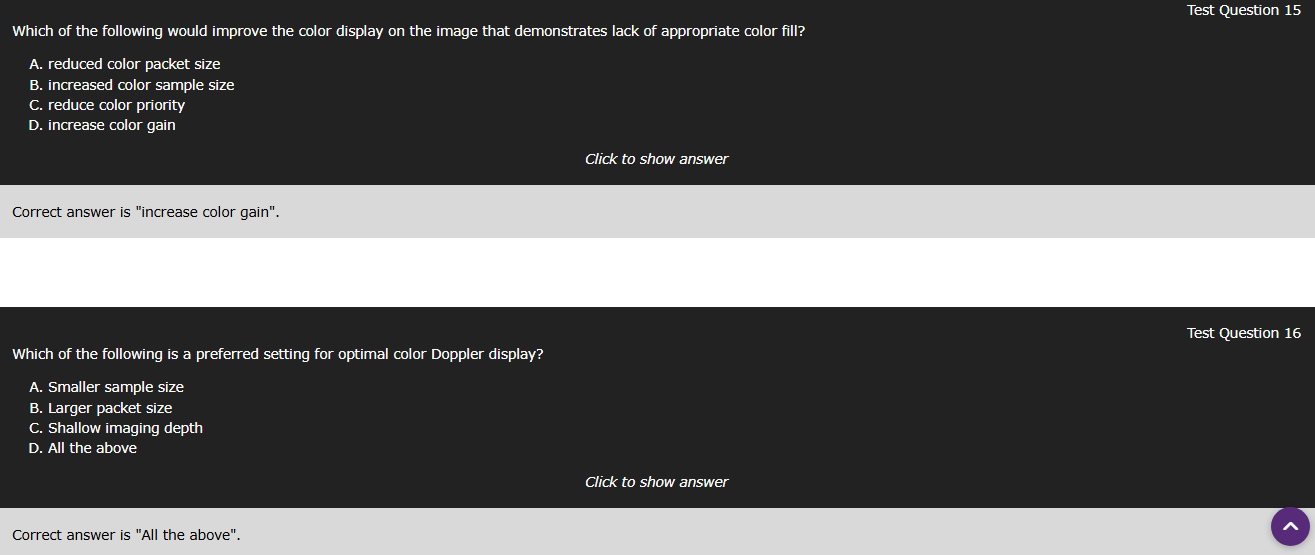 Test Question 15
Which of the following would improve the color display on the image that demonstrates lack of appropriate color fill?
A. reduced color packet size
B. increased color sample size
C. reduce color priority
D. increase color gain
Click to show answer
Correct answer is "increase color gain".
Test Question 16
Which of the following is a preferred setting for optimal color Doppler display?
A. Smaller sample size
B. Larger packet size
C. Shallow imaging depth
D. All the above
Click to show answer
Correct answer is "All the above".